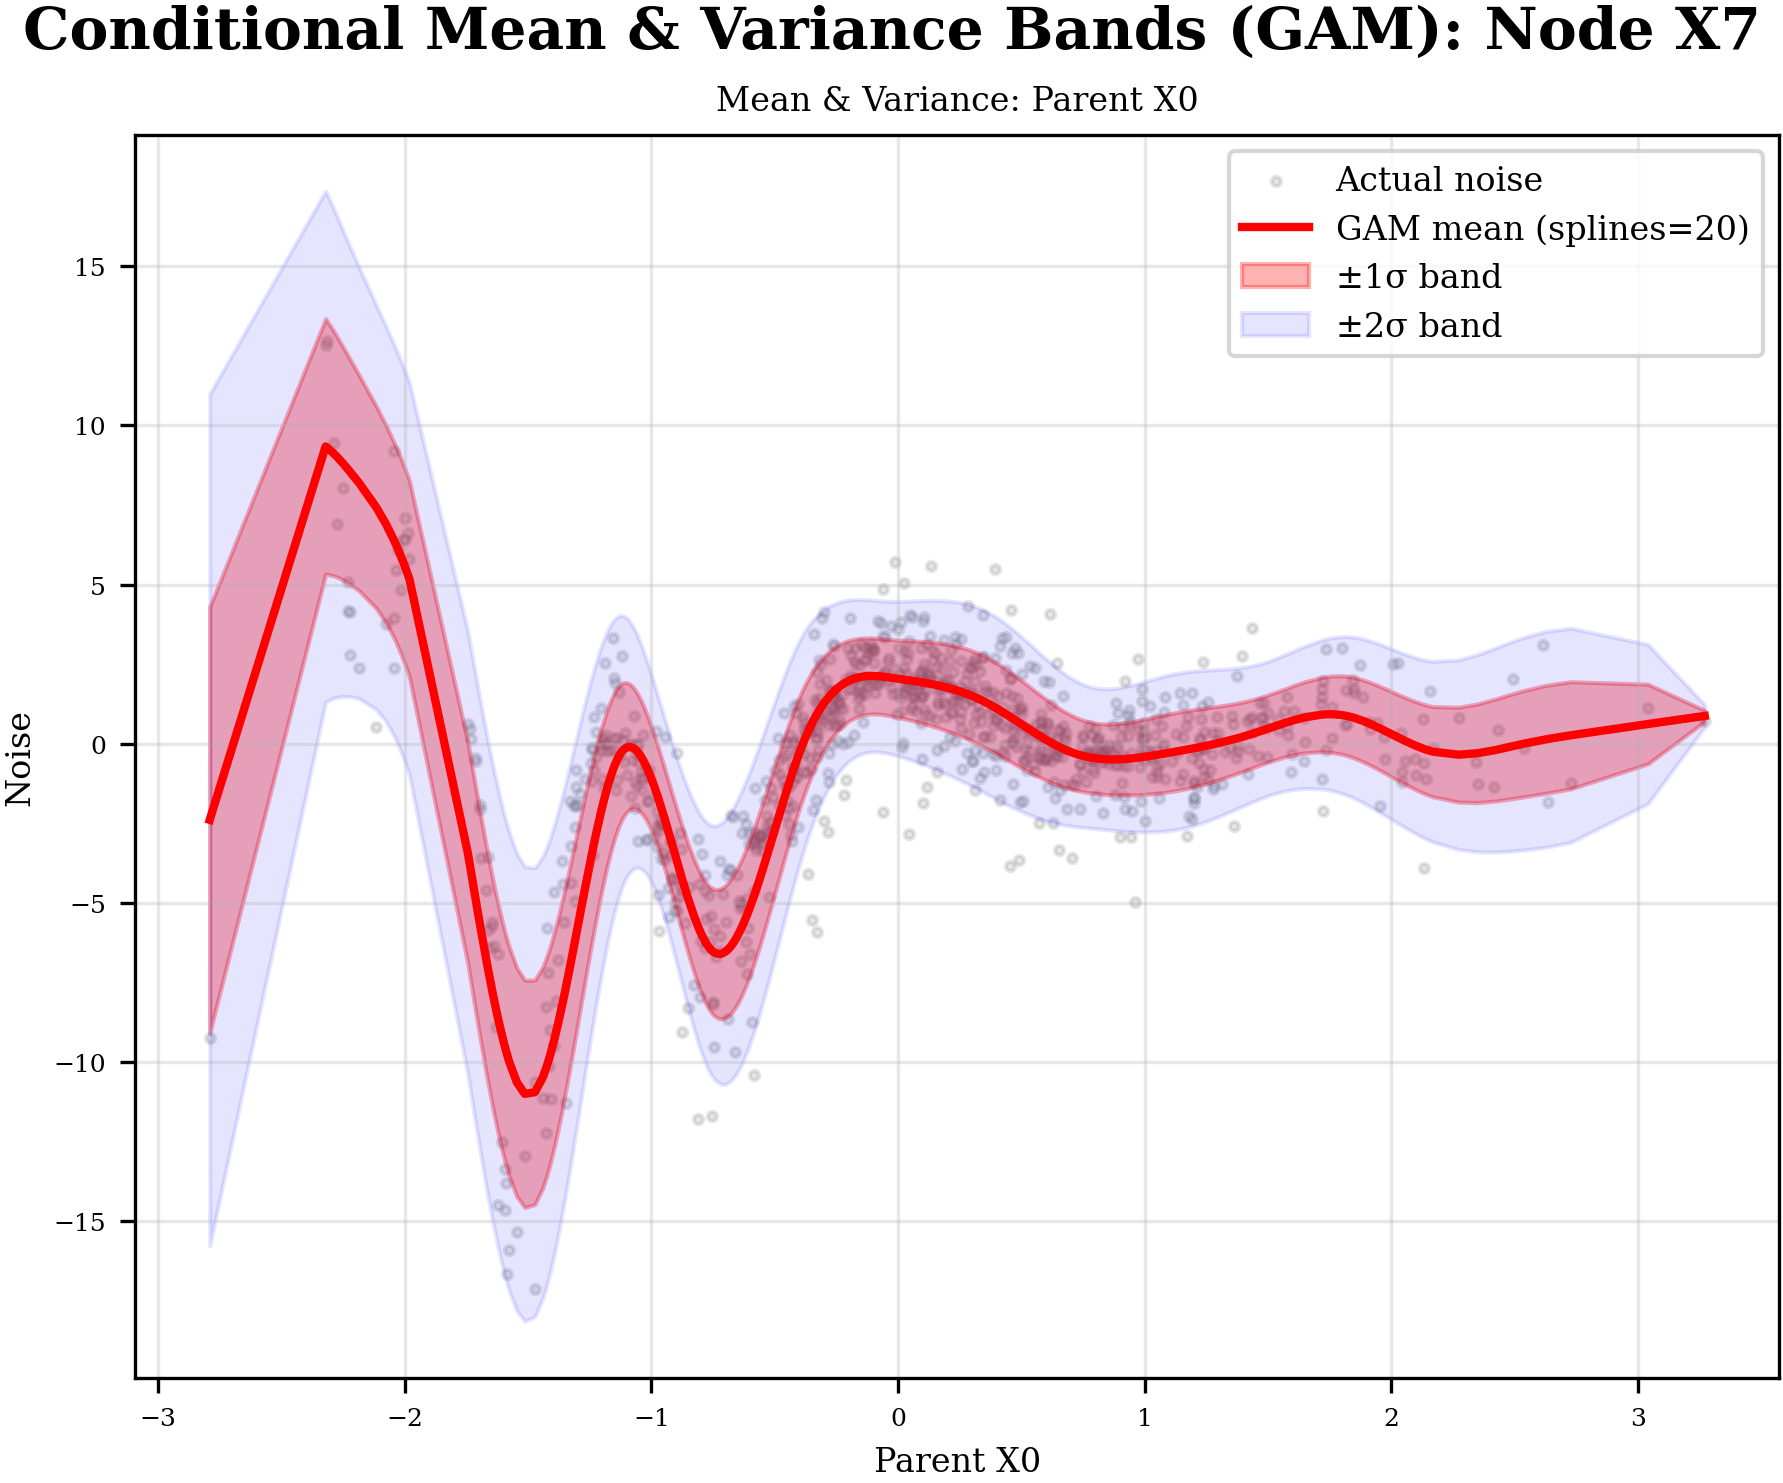 Conditional Mean & Variance Bands (GAM): Node X7
Mean & Variance: Parent X0
Actual noise
GAM mean (splines=20)
±1σ band
±2σ band
Noise
15
10
5
0
−5
−10
−15
−3
−2
−1
0
1
2
3
Parent X0